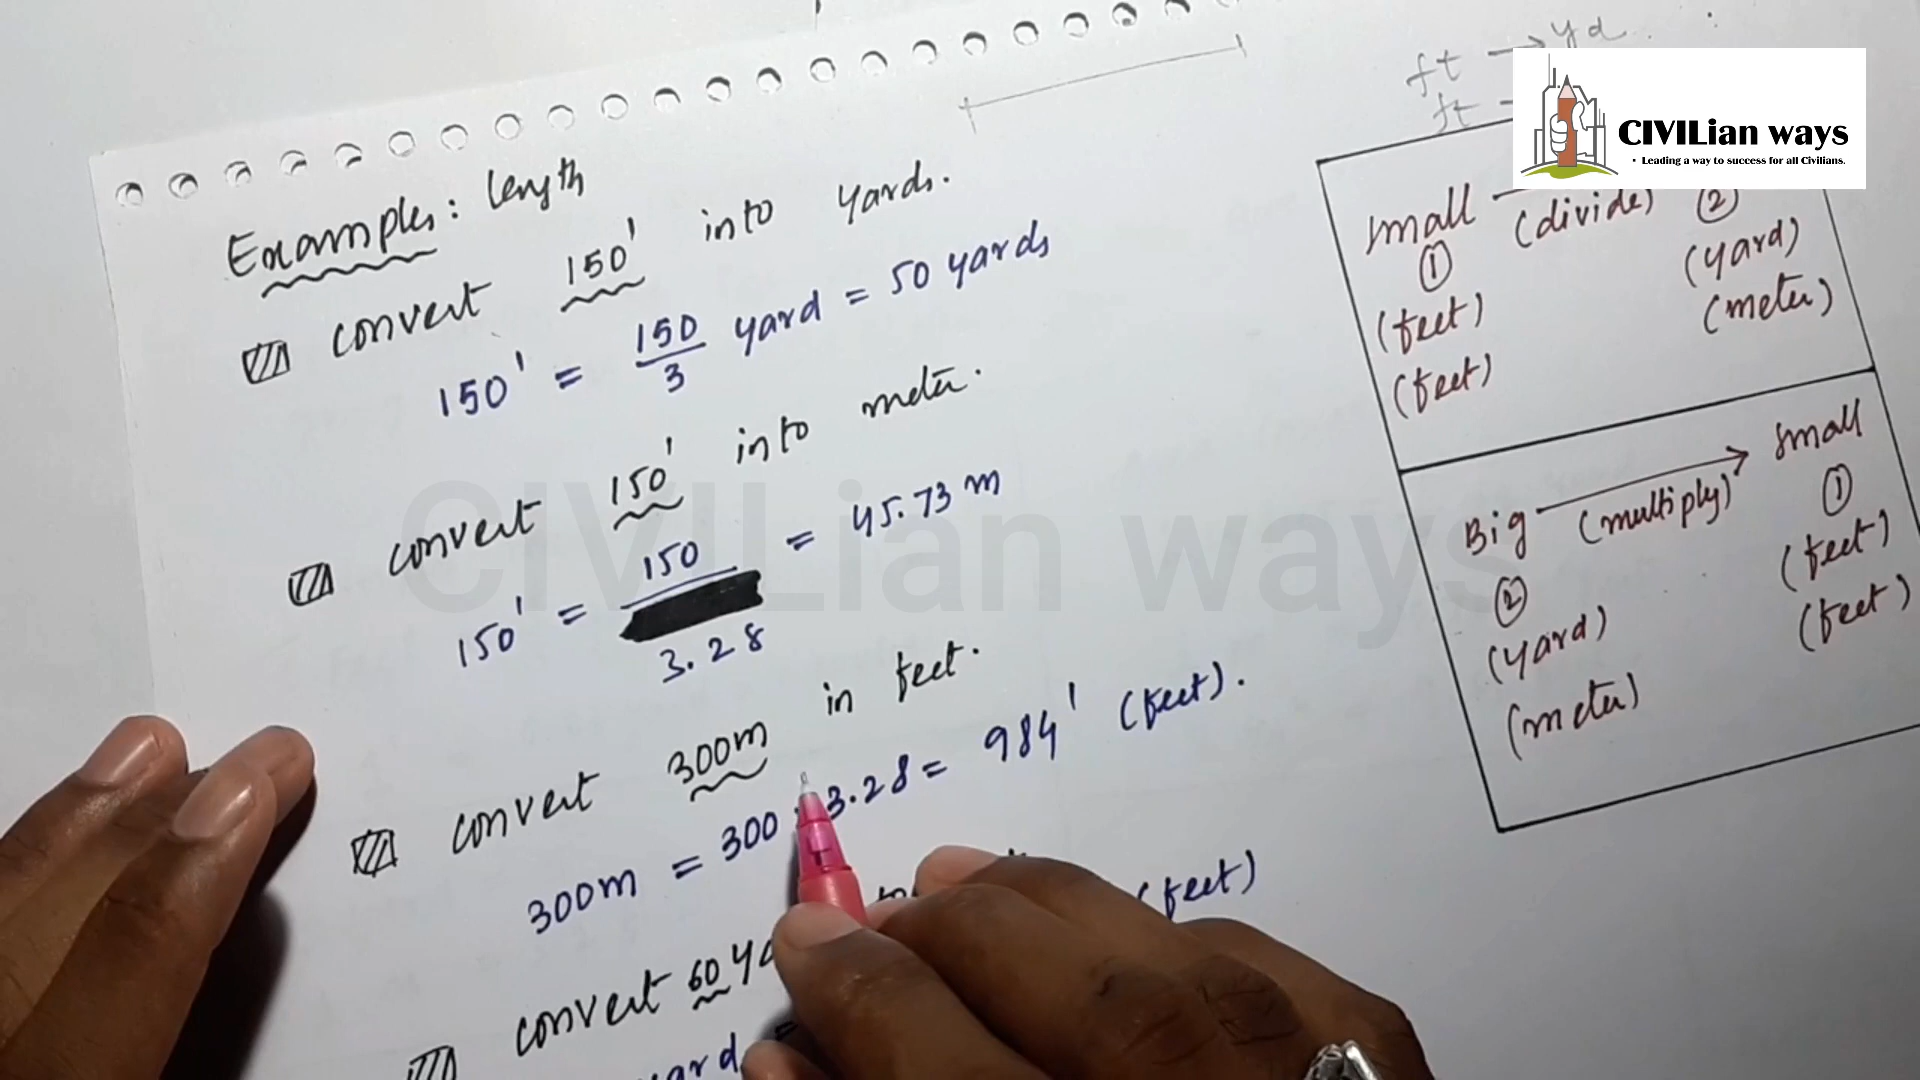 Examples: length
convert 150' into yards.
150' = 150/3 yard = 50 yards
convert 150' into meter.
150' = 150/3.28 = 45.73 m
convert 300m in feet.
300m = 300 3.28 = 984' (feet).
convert 60
(feet)
ft → yd
ft
small (divide)
① ②
(feet) (yard)
(feet) (meter)
Big → small
(multiply)
② ①
(yard) (feet)
(meter) (feet)
CIVILian ways
• Leading a way to success for all Civilians.
CIVILian ways